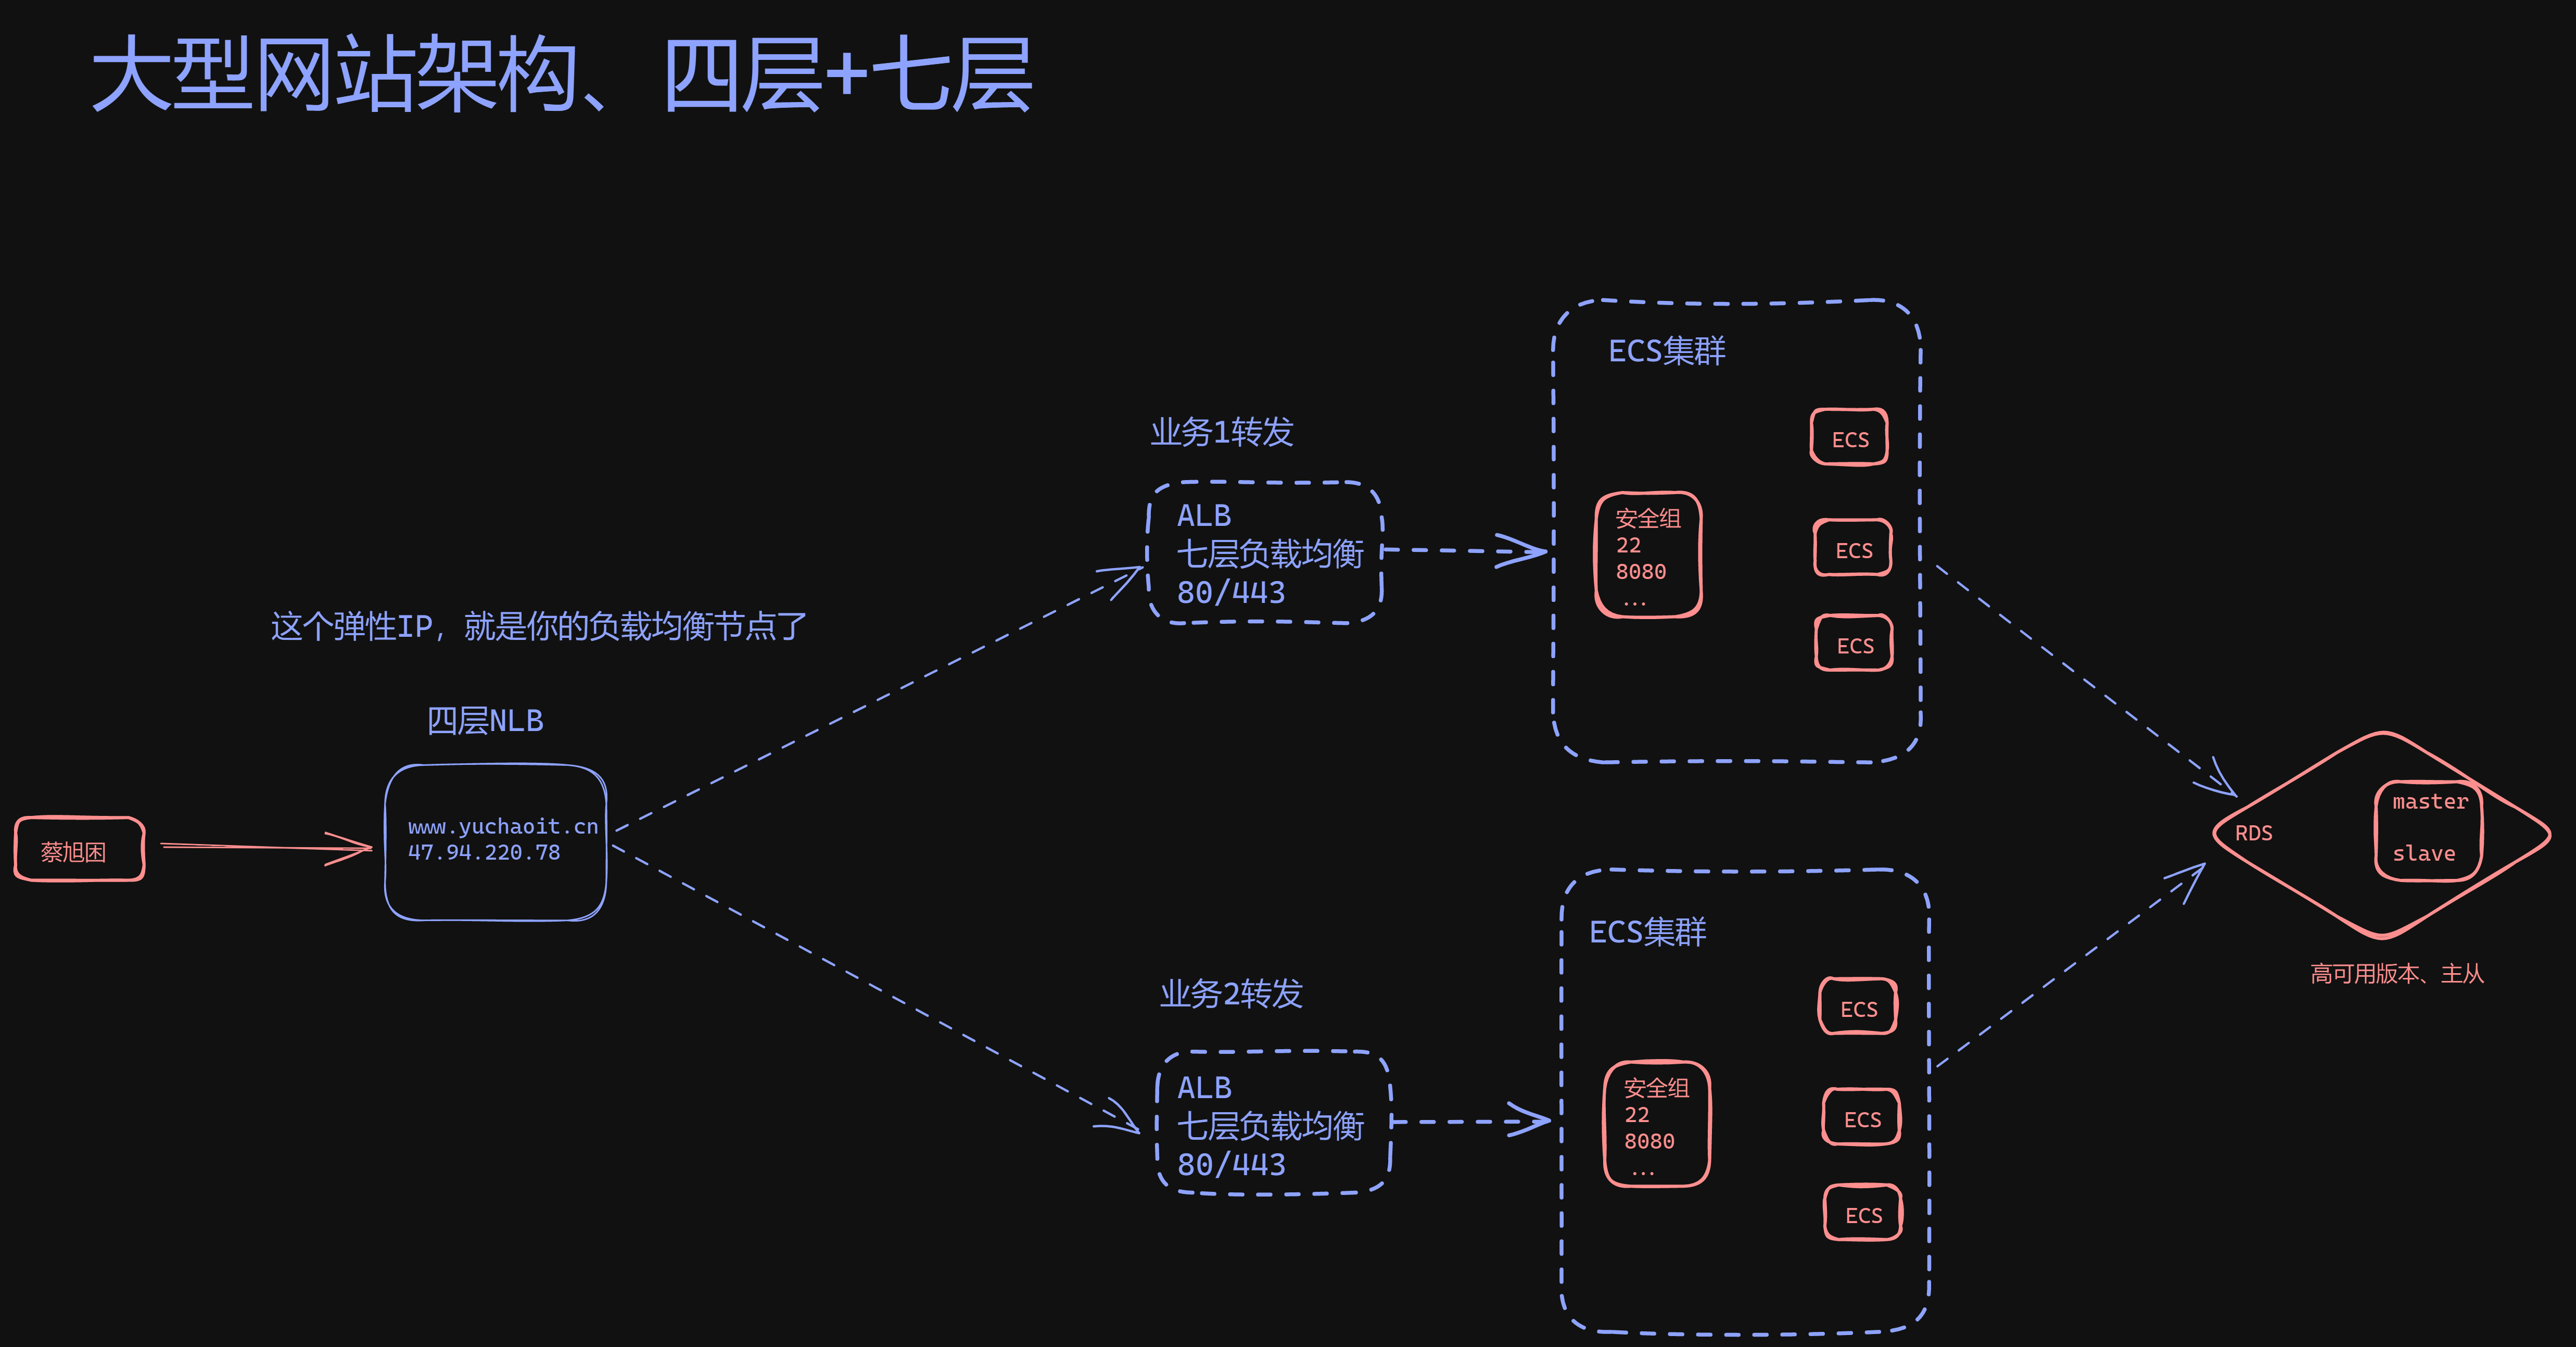 大型网站架构、四层+七层
这个弹性IP，就是你的负载均衡节点了
四层NLB
www.yuchaoit.cn
47.94.220.78
蔡旭困
业务1转发
ALB
七层负载均衡
80/443
ECS集群
安全组
22
8080
...
ECS
ECS
ECS
业务2转发
ALB
七层负载均衡
80/443
ECS集群
安全组
22
8080
...
ECS
ECS
ECS
RDS
master
slave
高可用版本、主从